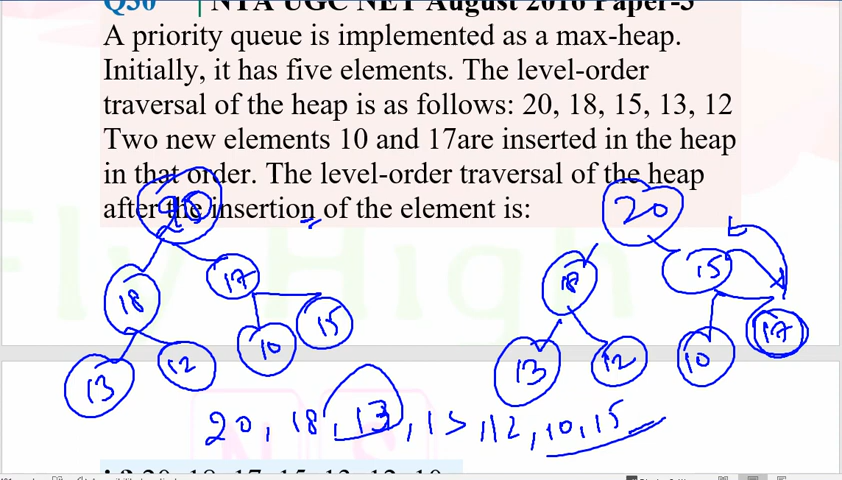 Q50 | NTA UGC NET August 2016 Paper-3
A priority queue is implemented as a max-heap.
Initially, it has five elements. The level-order
traversal of the heap is as follows: 20, 18, 15, 13, 12
Two new elements 10 and 17are inserted in the heap
in that order. The level-order traversal of the heap
after the insertion of the element is:
20
18 17
13 12 10 15
20
18 15
13 12 10 17
20, 18, 13, 13, 12, 10, 15